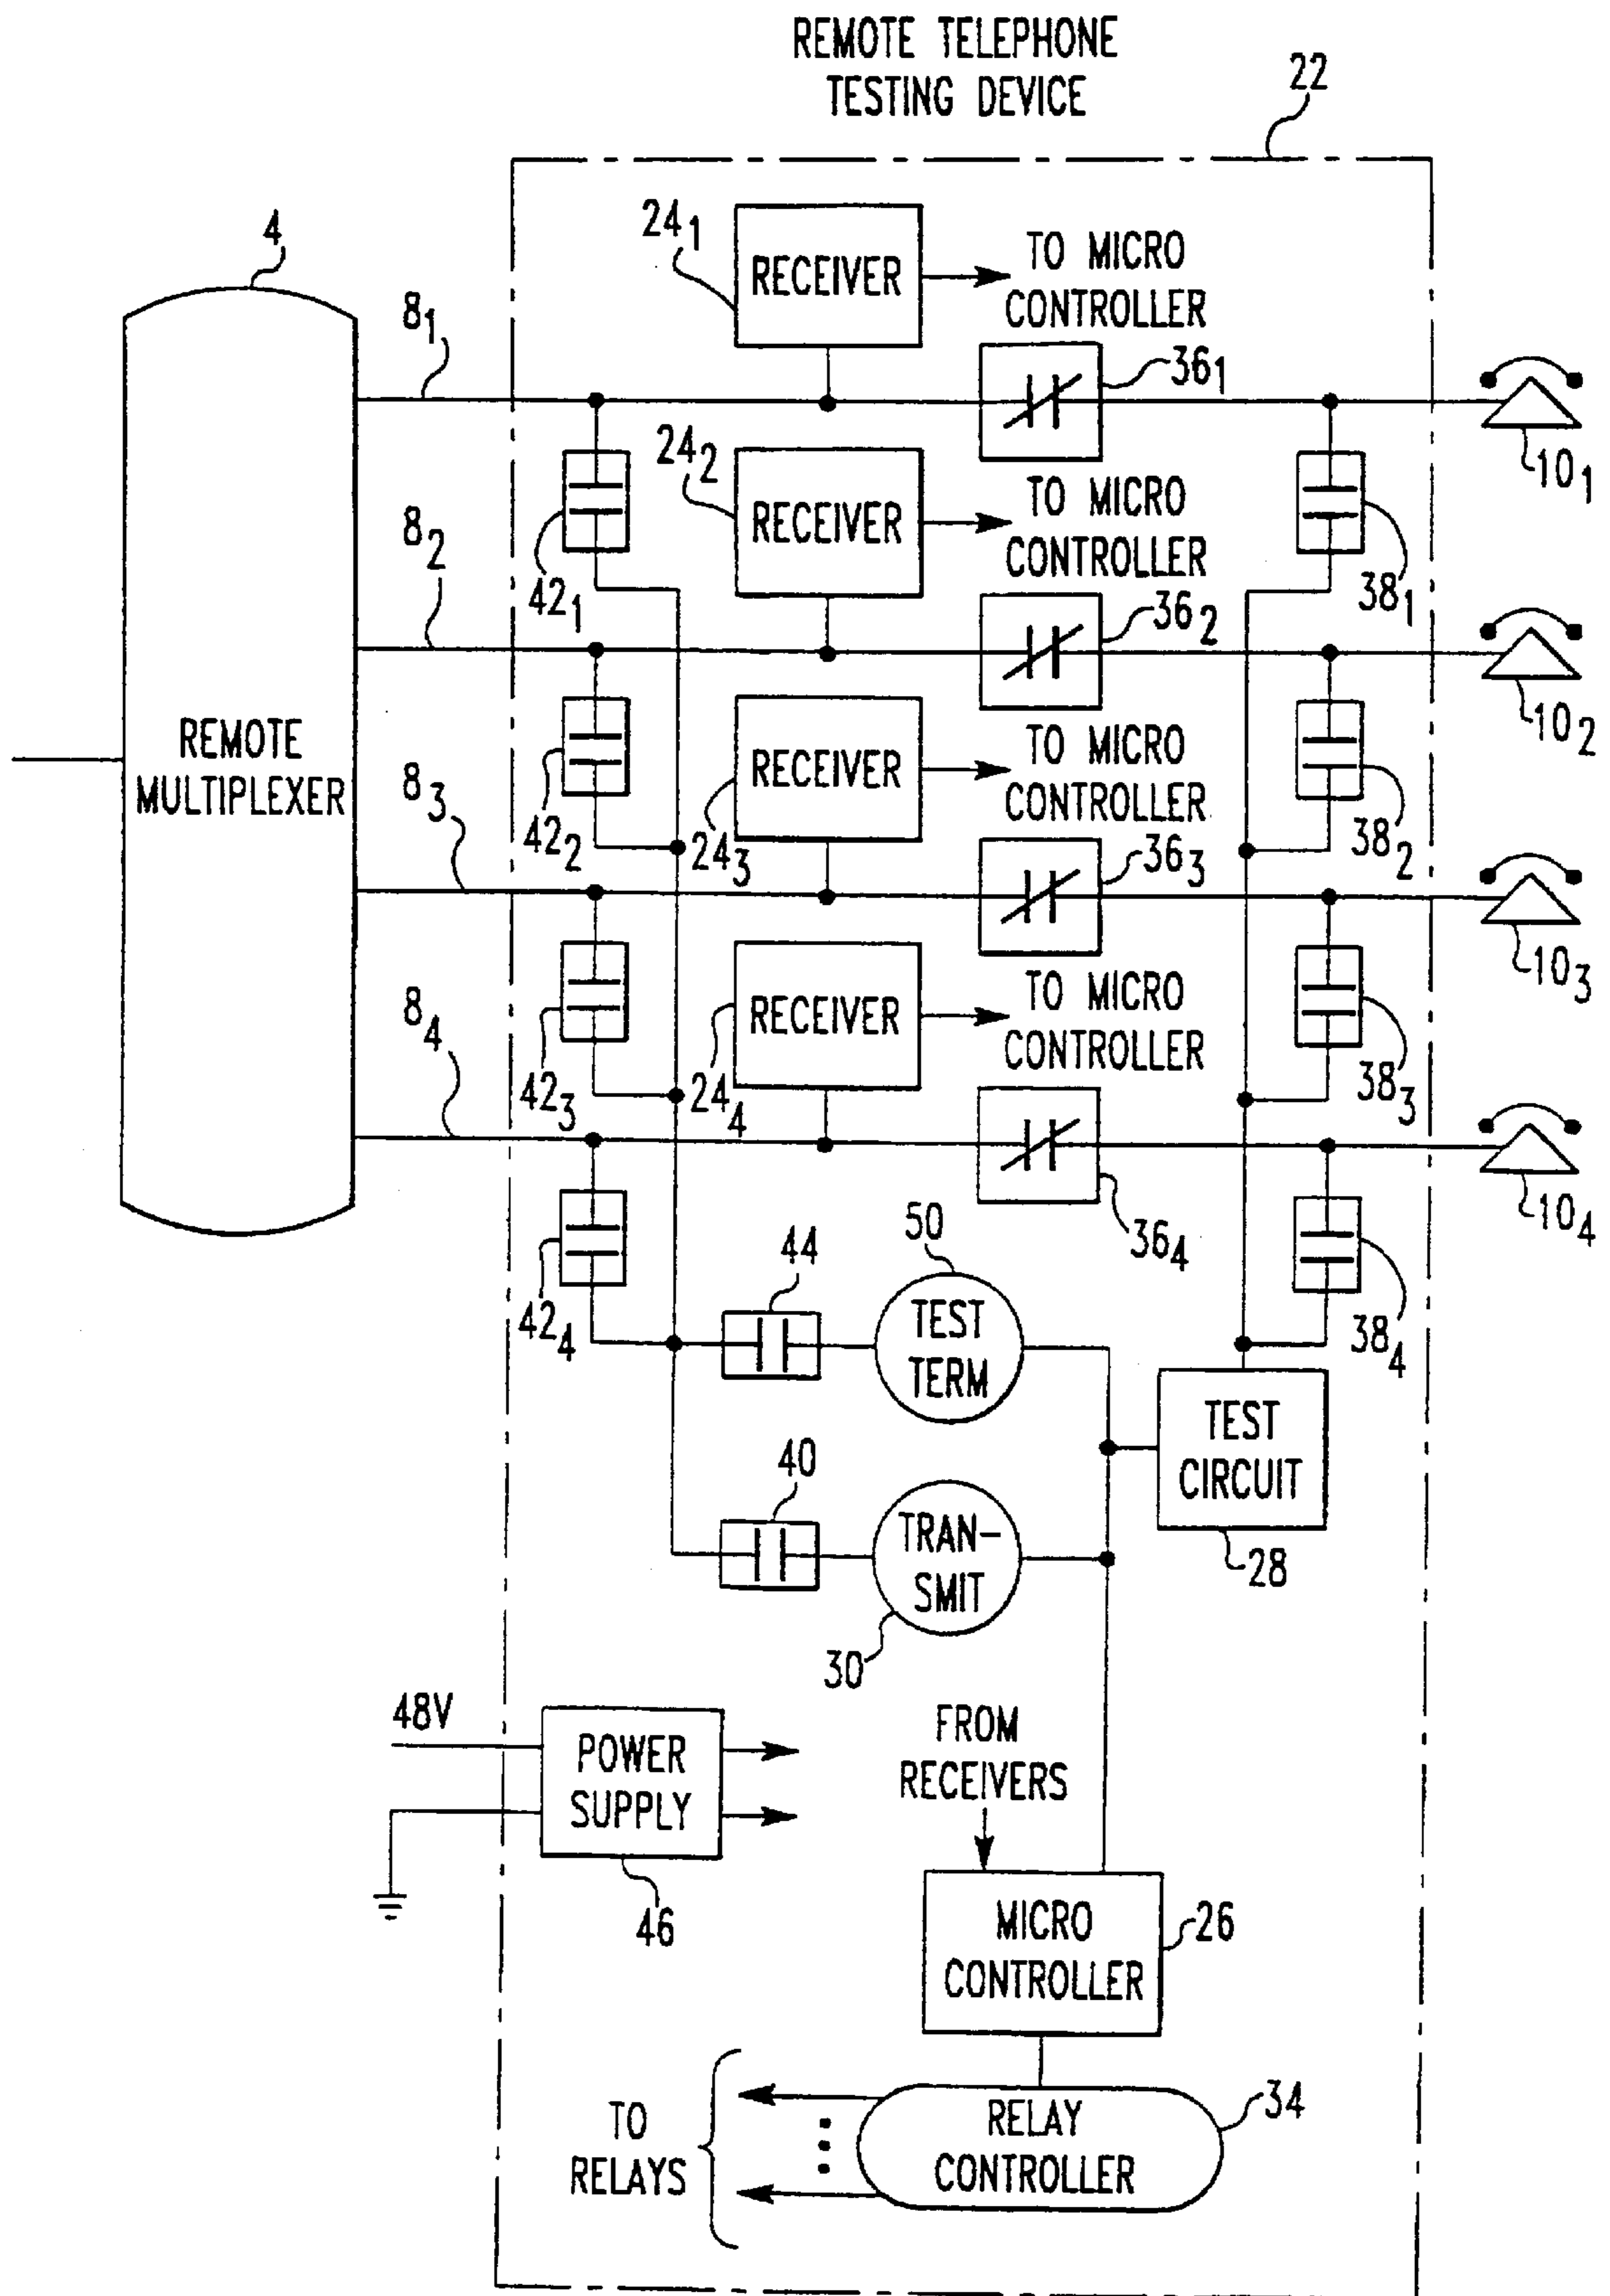 REMOTE TELEPHONE
TESTING DEVICE
22
4
24₁
RECEIVER
TO MICRO
CONTROLLER
8₁
36₁
10₁
24₂
RECEIVER
TO MICRO
CONTROLLER
42₁
38₁
8₂
36₂
10₂
REMOTE
MULTIPLEXER
RECEIVER
TO MICRO
CONTROLLER
42₂
24₃
38₂
8₃
36₃
10₃
RECEIVER
TO MICRO
CONTROLLER
42₃
24₄
38₃
8₄
36₄
10₄
42₄
44
50
TEST
TERM
38₄
TEST
CIRCUIT
28
40
TRAN-
SMIT
30
48V
POWER
SUPPLY
46
FROM
RECEIVERS
MICRO
CONTROLLER
26
TO
RELAYS
RELAY
CONTROLLER
34